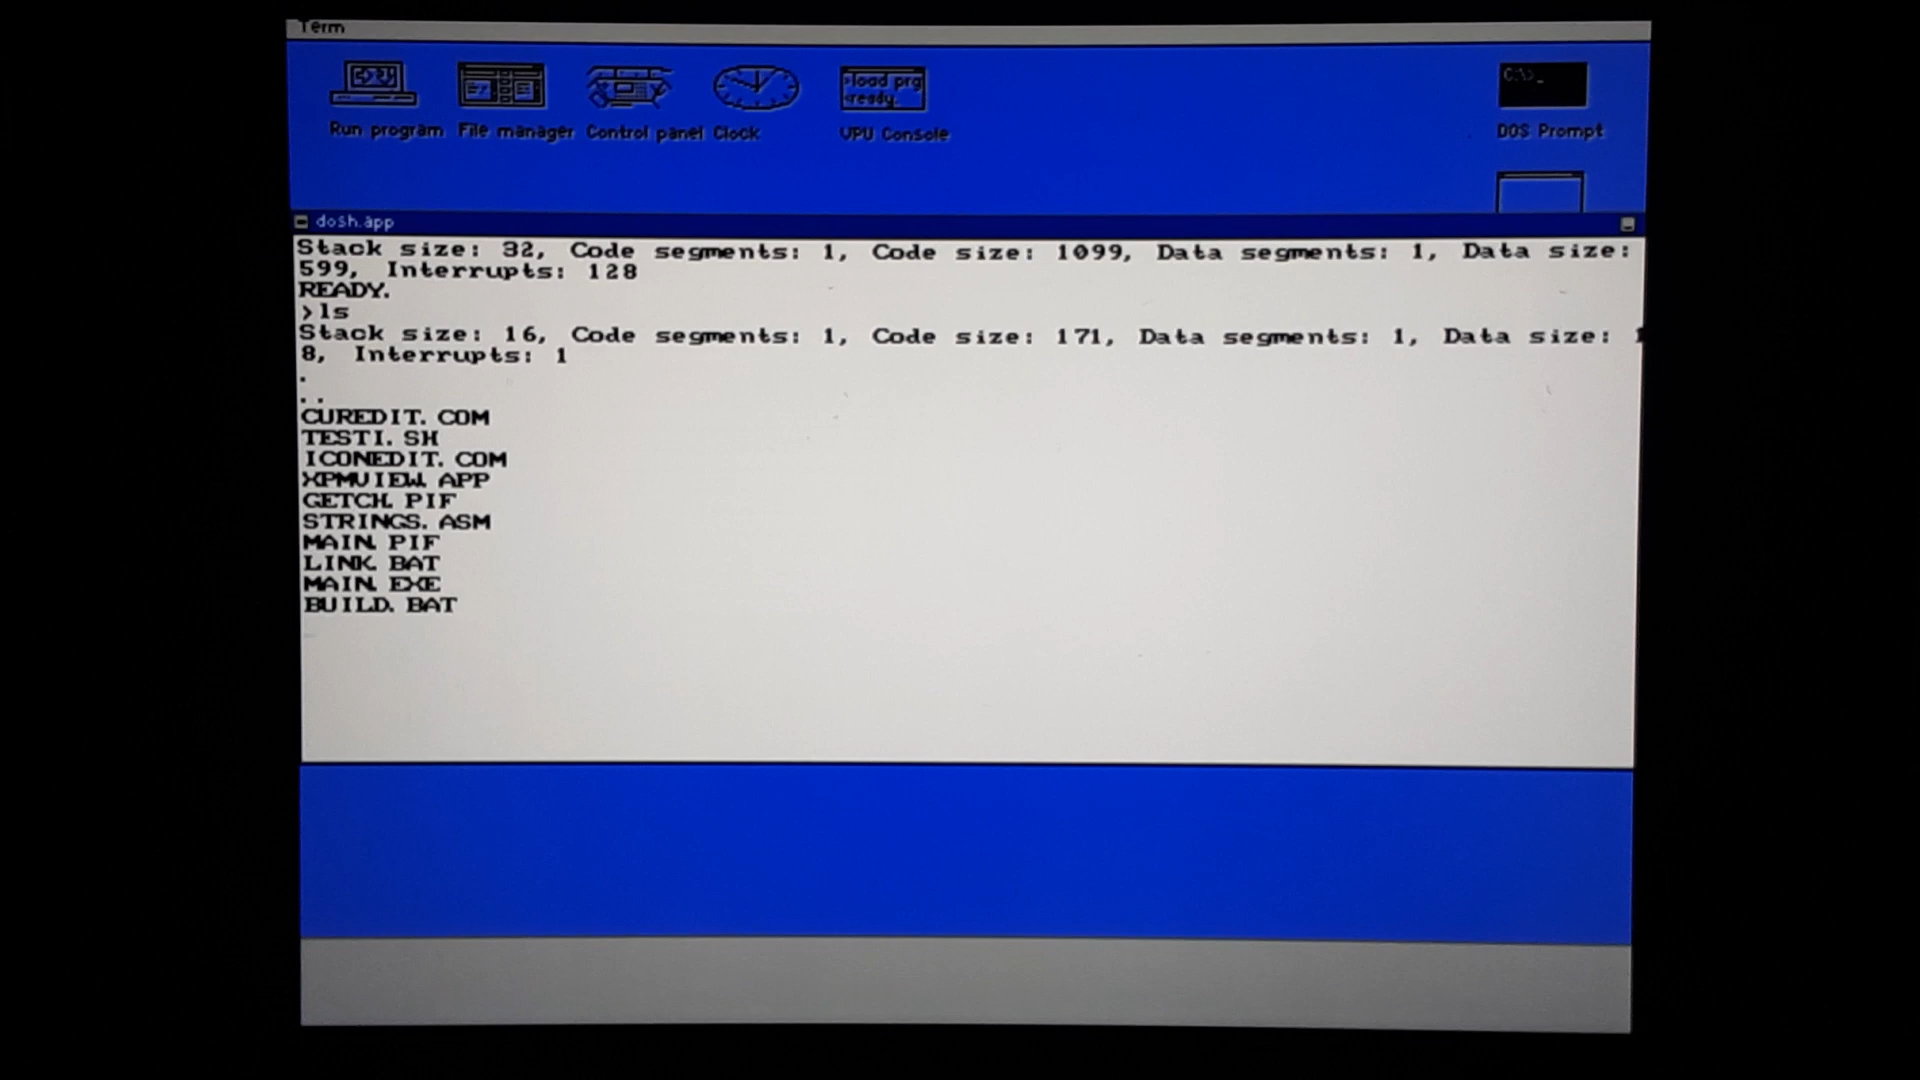 Term
>load prg
<ready.
C:\>_
Run program File manager Control panel Clock VPU Console DOS Prompt
dosh.app
Stack size: 32, Code segments: 1, Code size: 1099, Data segments: 1, Data size:
599, Interrupts: 128
READY.
>ls
Stack size: 16, Code segments: 1, Code size: 171, Data segments: 1, Data size: 1
8, Interrupts: 1
.
..
CUREDIT.COM
TESTI.SH
ICONEDIT.COM
XPMVIEW.APP
GETCH.PIF
STRINGS.ASM
MAIN.PIF
LINK.BAT
MAIN.EXE
BUILD.BAT